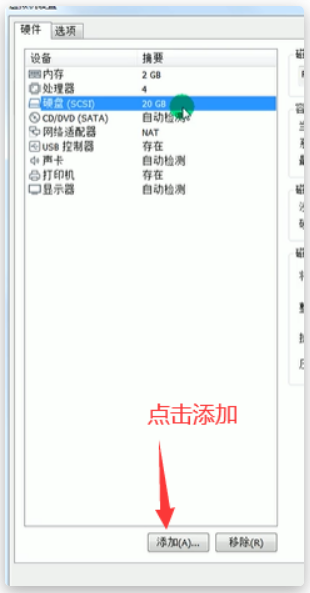 硬件 选项
设备 摘要
内存 2 GB
处理器 4
硬盘 (SCSI) 20 GB
CD/DVD (SATA) 自动检测
网络适配器 NAT
USB 控制器 存在
声卡 自动检测
打印机 存在
显示器 自动检测
点击添加
添加(A)... 移除(R)